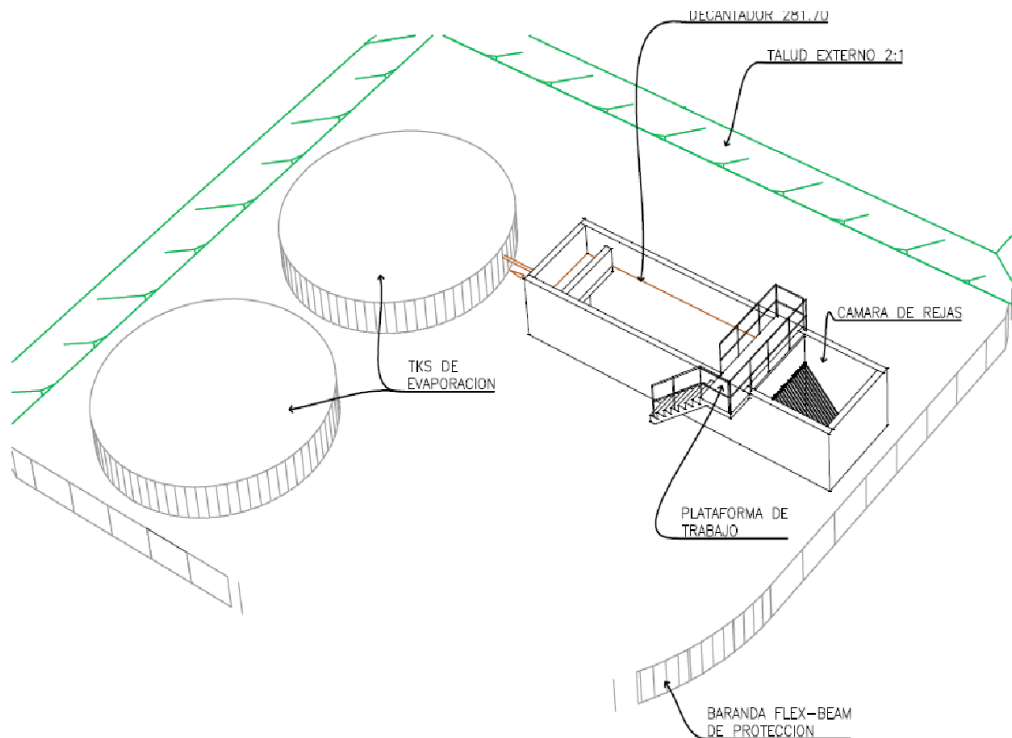 DECANTADOR 281.70
TALUD EXTERNO 2:1
CAMARA DE REJAS
TKS DE
EVAPORACION
PLATAFORMA DE
TRABAJO
BARANDA FLEX-BEAM
DE PROTECCION